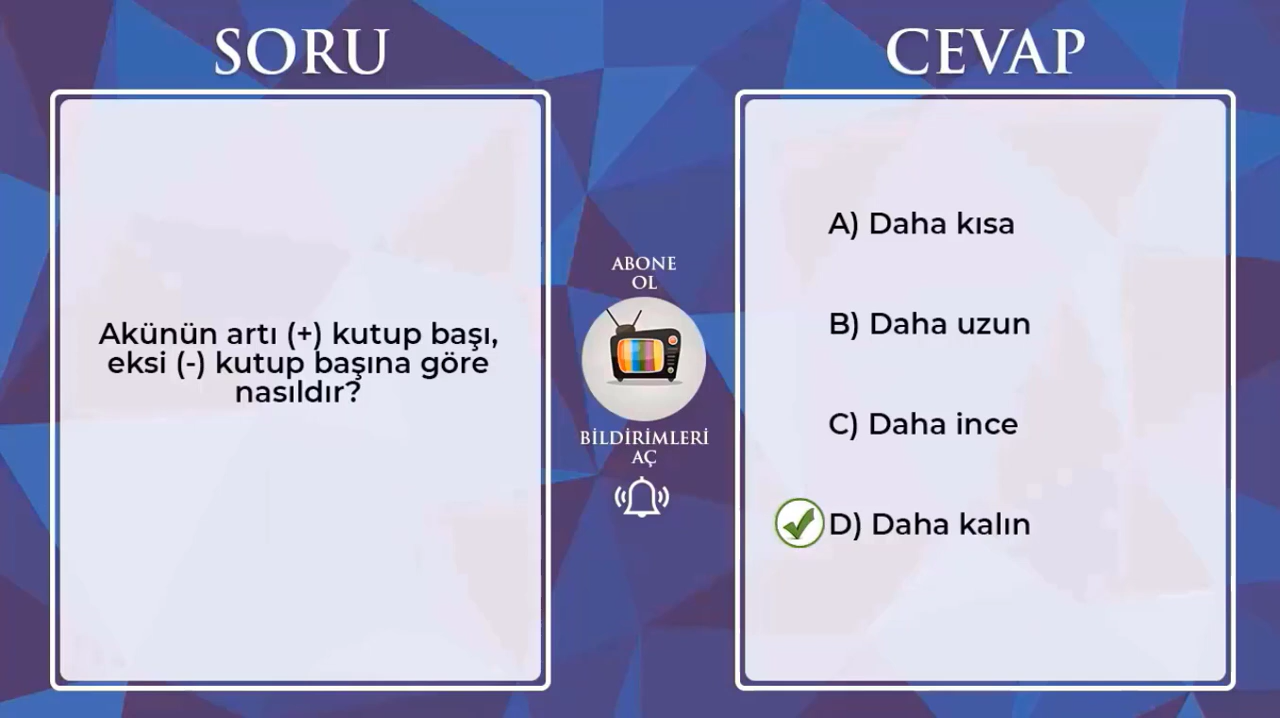 SORU
Akünün artı (+) kutup başı,
eksi (-) kutup başına göre
nasıldır?
ABONE
OL
BİLDİRİMLERİ
AÇ
CEVAP
A) Daha kısa
B) Daha uzun
C) Daha ince
D) Daha kalın